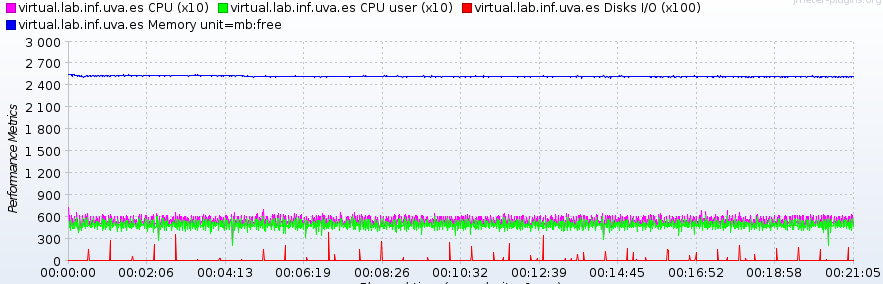 virtual.lab.inf.uva.es CPU (x10) virtual.lab.inf.uva.es CPU user (x10) virtual.lab.inf.uva.es Disks I/O (x100)
jmeter-plugins.org
virtual.lab.inf.uva.es Memory unit=mb:free
3 000
2 700
2 400
2 100
1 800
1 500
1 200
900
600
300
0
Performance Metrics
00:00:00 00:02:06 00:04:13 00:06:19 00:08:26 00:10:32 00:12:39 00:14:45 00:16:52 00:18:58 00:21:05